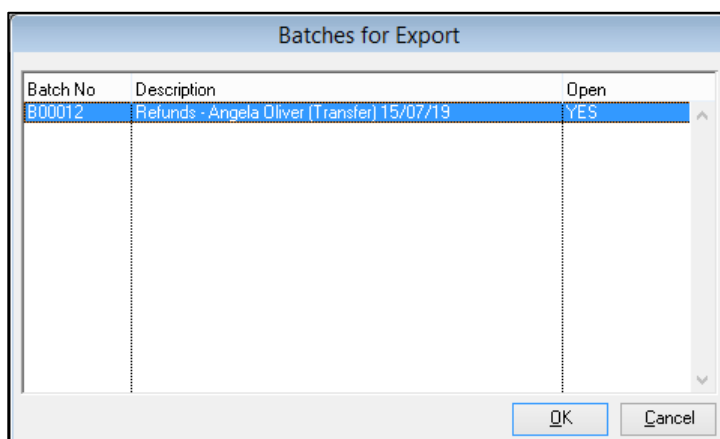 Batches for Export
Batch No Description Open
B00012 Refunds - Angela Oliver (Transfer) 15/07/19 YES
OK Cancel